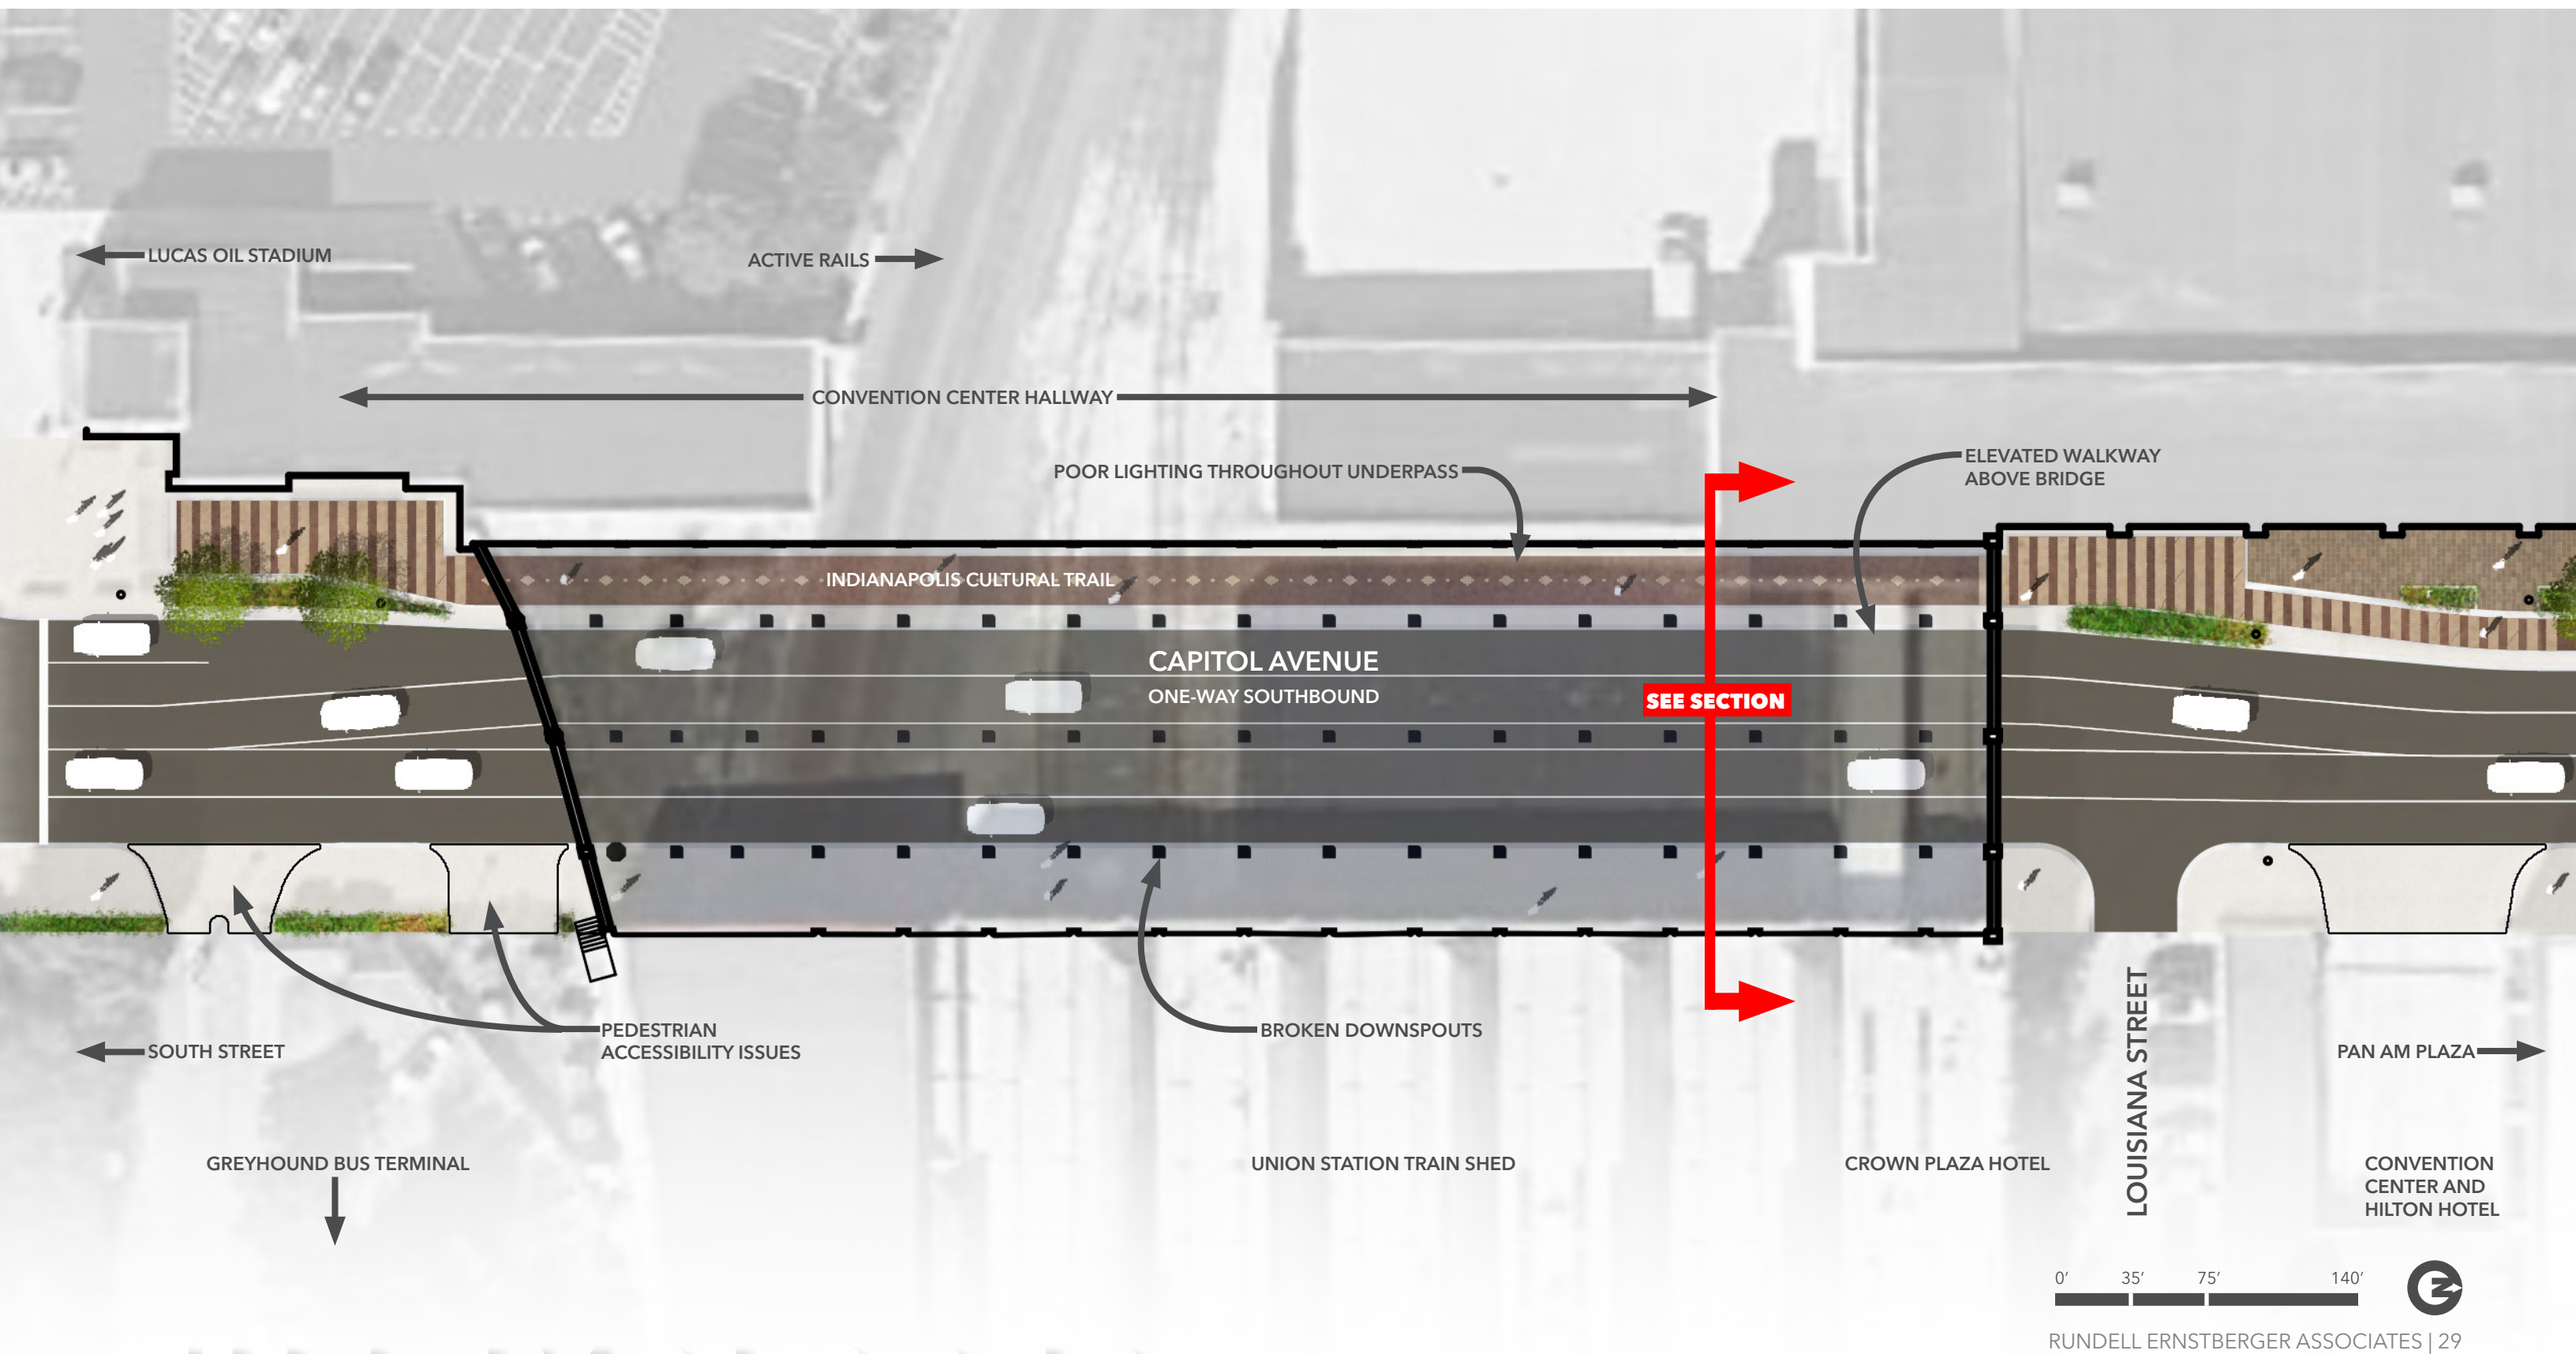 LUCAS OIL STADIUM
ACTIVE RAILS
CONVENTION CENTER HALLWAY
POOR LIGHTING THROUGHOUT UNDERPASS
ELEVATED WALKWAY
ABOVE BRIDGE
INDIANAPOLIS CULTURAL TRAIL
CAPITOL AVENUE
ONE-WAY SOUTHBOUND
SEE SECTION
PEDESTRIAN
ACCESSIBILITY ISSUES
BROKEN DOWNSPOUTS
SOUTH STREET
PAN AM PLAZA
LOUISIANA STREET
GREYHOUND BUS TERMINAL
UNION STATION TRAIN SHED
CROWN PLAZA HOTEL
CONVENTION
CENTER AND
HILTON HOTEL
0' 35' 75' 140'
N
RUNDELL ERNSTBERGER ASSOCIATES | 29